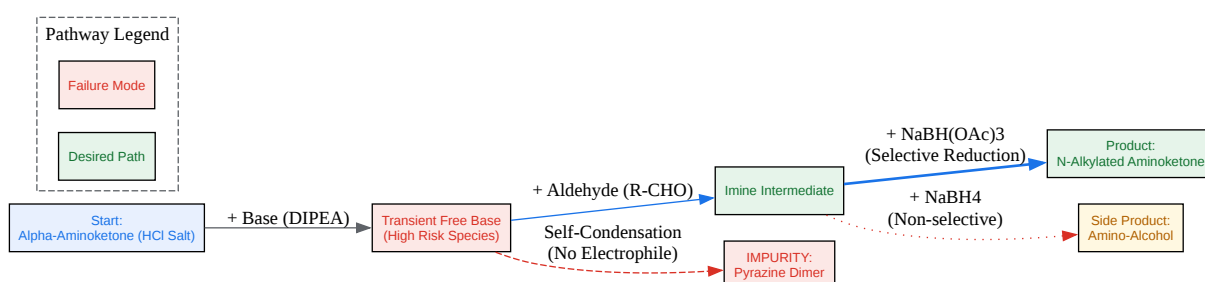 Pathway Legend
Failure Mode
Desired Path
Start:
Alpha-Aminoketone (HCl Salt)
+ Base (DIPEA)
Transient Free Base
(High Risk Species)
+ Aldehyde (R-CHO)
Self-Condensation
(No Electrophile)
Imine Intermediate
IMPURITY:
Pyrazine Dimer
+ NaBH(OAc)3
(Selective Reduction)
+ NaBH4
(Non-selective)
Product:
N-Alkylated Aminoketone
Side Product:
Amino-Alcohol